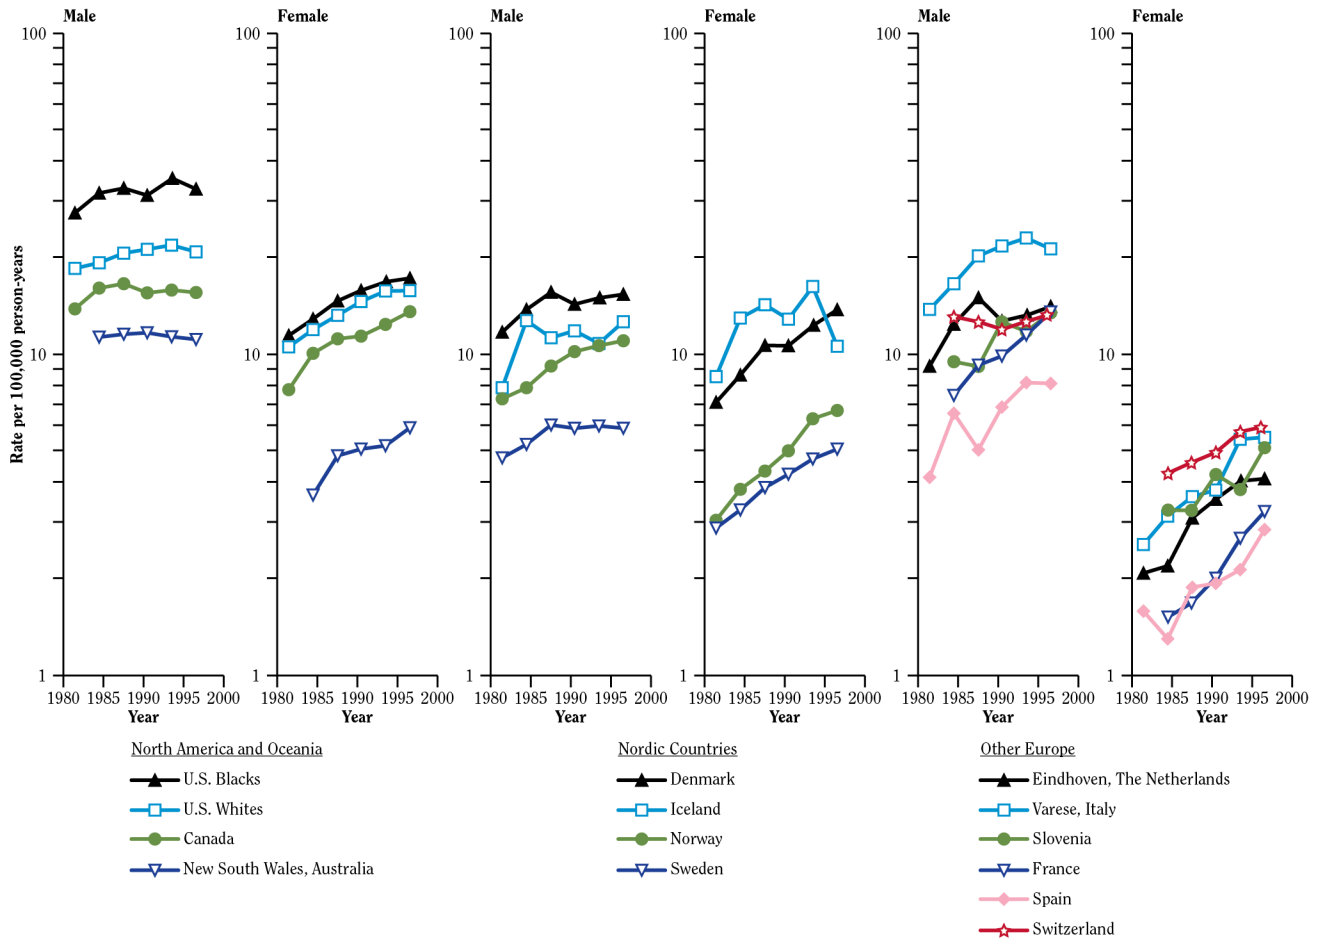 Male Female Male Female Male Female
100 100 100 100 100 100
Rate per 100,000 person-years
10 10 10 10 10 10
1 1 1 1 1 1
1980 1985 1990 1995 2000 1980 1985 1990 1995 2000 1980 1985 1990 1995 2000 1980 1985 1990 1995 2000 1980 1985 1990 1995 2000 1980 1985 1990 1995 2000
Year Year Year Year Year Year
North America and Oceania
U.S. Blacks
U.S. Whites
Canada
New South Wales, Australia
Nordic Countries
Denmark
Iceland
Norway
Sweden
Other Europe
Eindhoven, The Netherlands
Varese, Italy
Slovenia
France
Spain
Switzerland